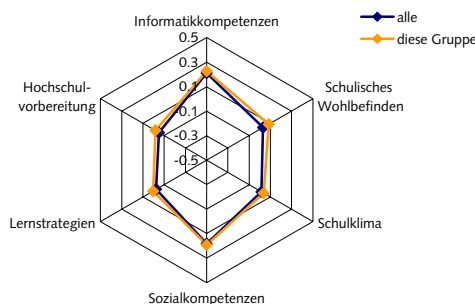 Informatikkompetenzen
alle
diese Gruppe
0.5
0.3
0.1
-0.1
-0.3
-0.5
Schulisches
Wohlbefinden
Schulklima
Sozialkompetenzen
Lernstrategien
Hochschul-
vorbereitung